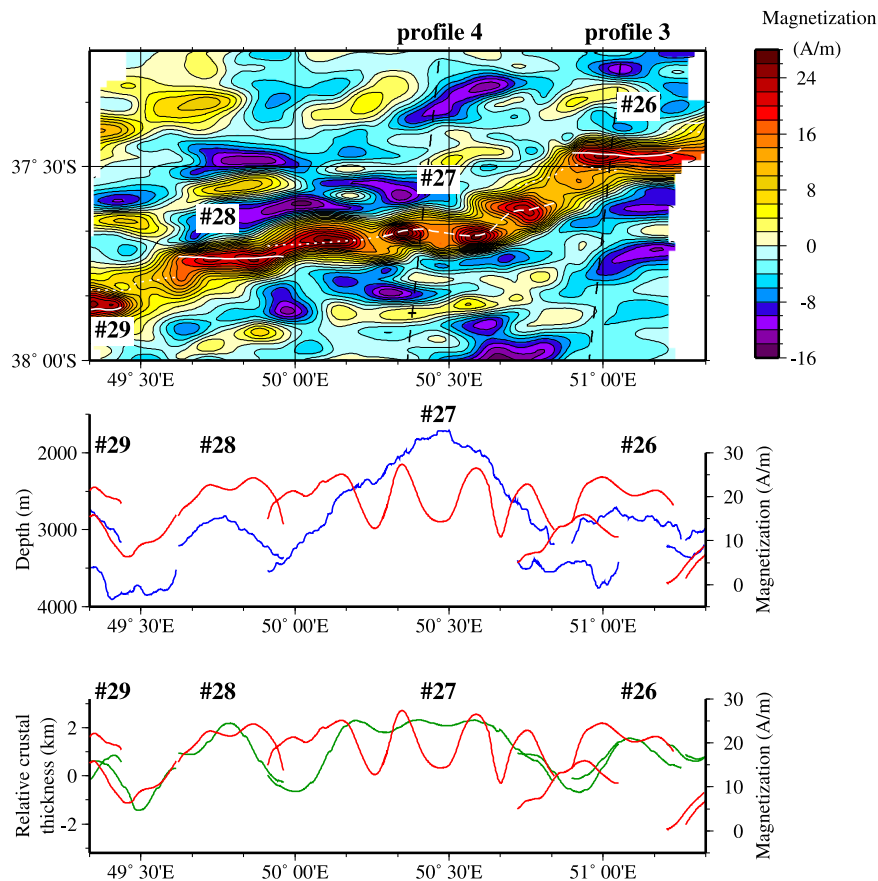 profile 4
profile 3
Magnetization
(A/m)
#26
#27
#28
#29
37° 30'S
38° 00'S
49° 30'E
50° 00'E
50° 30'E
51° 00'E
24
16
8
0
-8
-16
#27
#29
#28
#26
2000
3000
4000
Depth (m)
30
20
10
0
Magnetization (A/m)
49° 30'E
50° 00'E
50° 30'E
51° 00'E
#29
#28
#27
#26
2
0
-2
Relative crustal
thickness (km)
30
20
10
0
Magnetization (A/m)
49° 30'E
50° 00'E
50° 30'E
51° 00'E